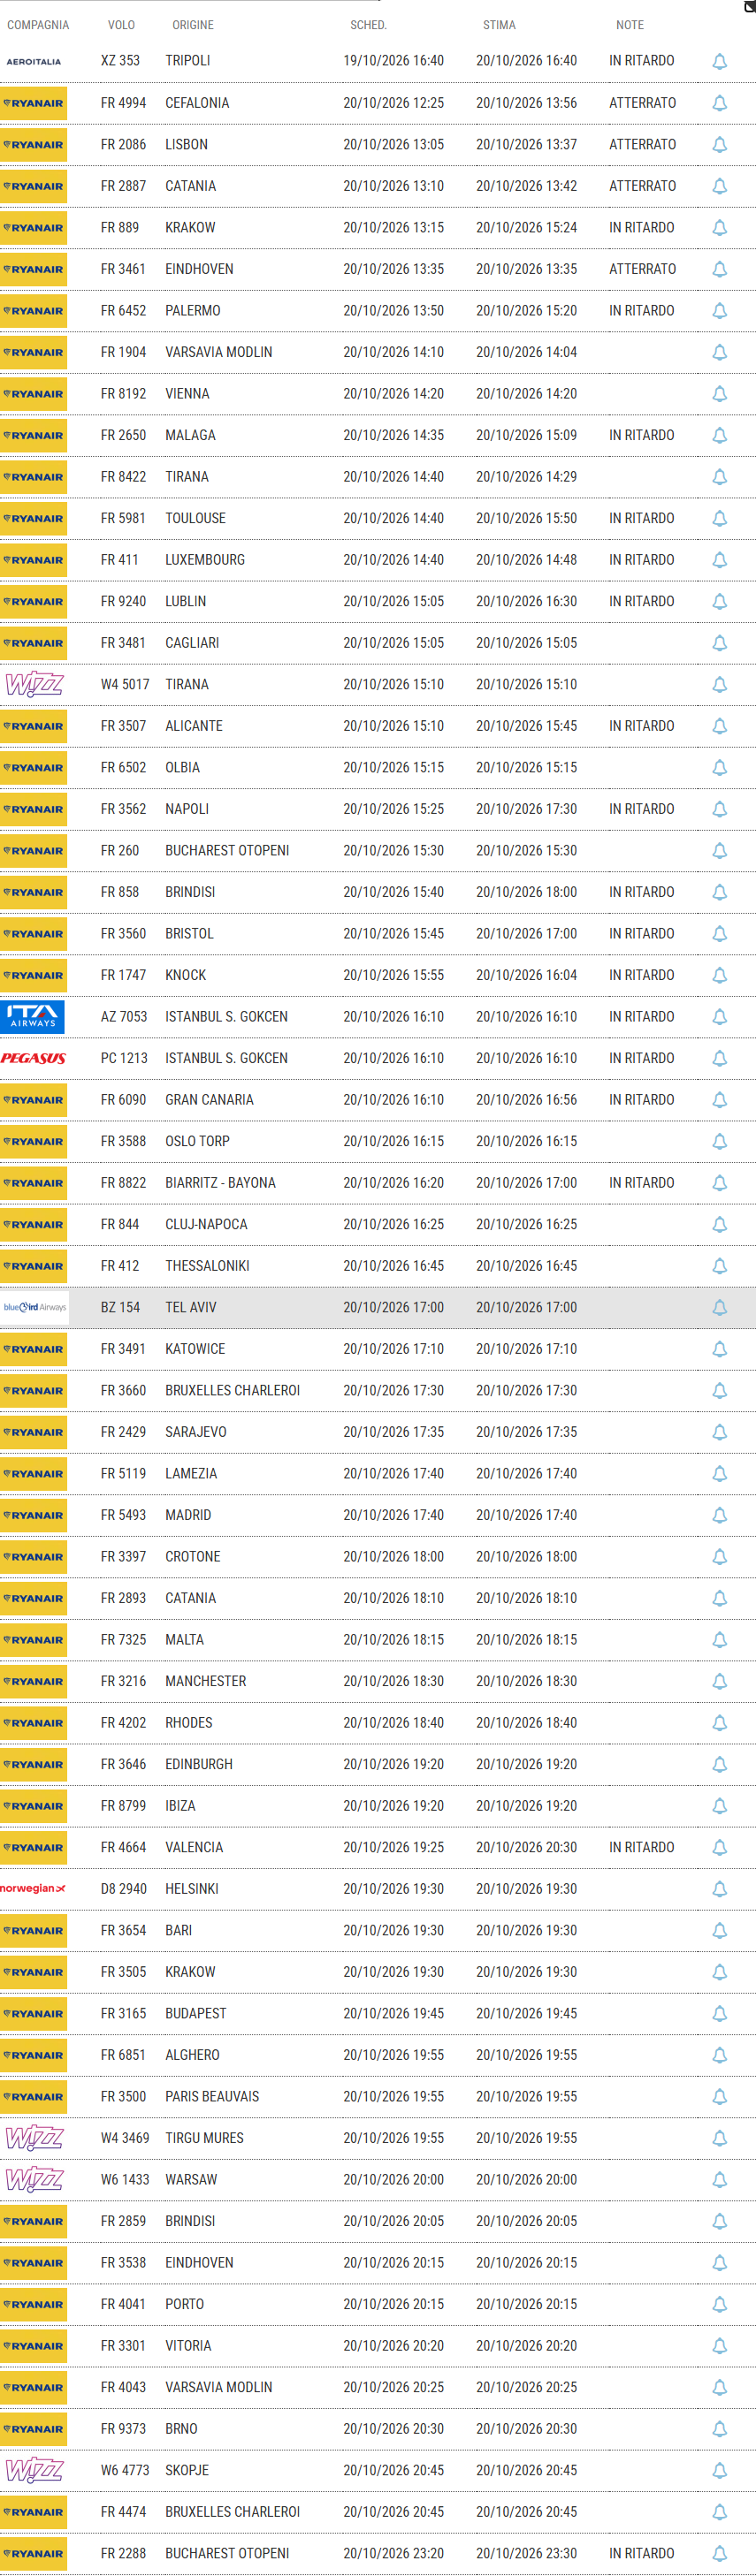 COMPAGNIA VOLO ORIGINE SCHED. STIMA NOTE
AEROITALIA XZ 353 TRIPOLI 19/10/2026 16:40 20/10/2026 16:40 IN RITARDO
RYANAIR FR 4994 CEFALONIA 20/10/2026 12:25 20/10/2026 13:56 ATTERRATO
RYANAIR FR 2086 LISBON 20/10/2026 13:05 20/10/2026 13:37 ATTERRATO
RYANAIR FR 2887 CATANIA 20/10/2026 13:10 20/10/2026 13:42 ATTERRATO
RYANAIR FR 889 KRAKOW 20/10/2026 13:15 20/10/2026 15:24 IN RITARDO
RYANAIR FR 3461 EINDHOVEN 20/10/2026 13:35 20/10/2026 13:35 ATTERRATO
RYANAIR FR 6452 PALERMO 20/10/2026 13:50 20/10/2026 15:20 IN RITARDO
RYANAIR FR 1904 VARSAVIA MODLIN 20/10/2026 14:10 20/10/2026 14:04
RYANAIR FR 8192 VIENNA 20/10/2026 14:20 20/10/2026 14:20
RYANAIR FR 2650 MALAGA 20/10/2026 14:35 20/10/2026 15:09 IN RITARDO
RYANAIR FR 8422 TIRANA 20/10/2026 14:40 20/10/2026 14:29
RYANAIR FR 5981 TOULOUSE 20/10/2026 14:40 20/10/2026 15:50 IN RITARDO
RYANAIR FR 411 LUXEMBOURG 20/10/2026 14:40 20/10/2026 14:48 IN RITARDO
RYANAIR FR 9240 LUBLIN 20/10/2026 15:05 20/10/2026 16:30 IN RITARDO
RYANAIR FR 3481 CAGLIARI 20/10/2026 15:05 20/10/2026 15:05
WIZZ W4 5017 TIRANA 20/10/2026 15:10 20/10/2026 15:10
RYANAIR FR 3507 ALICANTE 20/10/2026 15:10 20/10/2026 15:45 IN RITARDO
RYANAIR FR 6502 OLBIA 20/10/2026 15:15 20/10/2026 15:15
RYANAIR FR 3562 NAPOLI 20/10/2026 15:25 20/10/2026 17:30 IN RITARDO
RYANAIR FR 260 BUCHAREST OTOPENI 20/10/2026 15:30 20/10/2026 15:30
RYANAIR FR 858 BRINDISI 20/10/2026 15:40 20/10/2026 18:00 IN RITARDO
RYANAIR FR 3560 BRISTOL 20/10/2026 15:45 20/10/2026 17:00 IN RITARDO
RYANAIR FR 1747 KNOCK 20/10/2026 15:55 20/10/2026 16:04 IN RITARDO
ITA AIRWAYS AZ 7053 ISTANBUL S. GOKCEN 20/10/2026 16:10 20/10/2026 16:10 IN RITARDO
PEGASUS PC 1213 ISTANBUL S. GOKCEN 20/10/2026 16:10 20/10/2026 16:10 IN RITARDO
RYANAIR FR 6090 GRAN CANARIA 20/10/2026 16:10 20/10/2026 16:56 IN RITARDO
RYANAIR FR 3588 OSLO TORP 20/10/2026 16:15 20/10/2026 16:15
RYANAIR FR 8822 BIARRITZ - BAYONA 20/10/2026 16:20 20/10/2026 17:00 IN RITARDO
RYANAIR FR 844 CLUJ-NAPOCA 20/10/2026 16:25 20/10/2026 16:25
RYANAIR FR 412 THESSALONIKI 20/10/2026 16:45 20/10/2026 16:45
bluebird Airways BZ 154 TEL AVIV 20/10/2026 17:00 20/10/2026 17:00
RYANAIR FR 3491 KATOWICE 20/10/2026 17:10 20/10/2026 17:10
RYANAIR FR 3660 BRUXELLES CHARLEROI 20/10/2026 17:30 20/10/2026 17:30
RYANAIR FR 2429 SARAJEVO 20/10/2026 17:35 20/10/2026 17:35
RYANAIR FR 5119 LAMEZIA 20/10/2026 17:40 20/10/2026 17:40
RYANAIR FR 5493 MADRID 20/10/2026 17:40 20/10/2026 17:40
RYANAIR FR 3397 CROTONE 20/10/2026 18:00 20/10/2026 18:00
RYANAIR FR 2893 CATANIA 20/10/2026 18:10 20/10/2026 18:10
RYANAIR FR 7325 MALTA 20/10/2026 18:15 20/10/2026 18:15
RYANAIR FR 3216 MANCHESTER 20/10/2026 18:30 20/10/2026 18:30
RYANAIR FR 4202 RHODES 20/10/2026 18:40 20/10/2026 18:40
RYANAIR FR 3646 EDINBURGH 20/10/2026 19:20 20/10/2026 19:20
RYANAIR FR 8799 IBIZA 20/10/2026 19:20 20/10/2026 19:20
RYANAIR FR 4664 VALENCIA 20/10/2026 19:25 20/10/2026 20:30 IN RITARDO
norwegian D8 2940 HELSINKI 20/10/2026 19:30 20/10/2026 19:30
RYANAIR FR 3654 BARI 20/10/2026 19:30 20/10/2026 19:30
RYANAIR FR 3505 KRAKOW 20/10/2026 19:30 20/10/2026 19:30
RYANAIR FR 3165 BUDAPEST 20/10/2026 19:45 20/10/2026 19:45
RYANAIR FR 6851 ALGHERO 20/10/2026 19:55 20/10/2026 19:55
RYANAIR FR 3500 PARIS BEAUVAIS 20/10/2026 19:55 20/10/2026 19:55
WIZZ W4 3469 TIRGU MURES 20/10/2026 19:55 20/10/2026 19:55
WIZZ W6 1433 WARSAW 20/10/2026 20:00 20/10/2026 20:00
RYANAIR FR 2859 BRINDISI 20/10/2026 20:05 20/10/2026 20:05
RYANAIR FR 3538 EINDHOVEN 20/10/2026 20:15 20/10/2026 20:15
RYANAIR FR 4041 PORTO 20/10/2026 20:15 20/10/2026 20:15
RYANAIR FR 3301 VITORIA 20/10/2026 20:20 20/10/2026 20:20
RYANAIR FR 4043 VARSAVIA MODLIN 20/10/2026 20:25 20/10/2026 20:25
RYANAIR FR 9373 BRNO 20/10/2026 20:30 20/10/2026 20:30
WIZZ W6 4773 SKOPJE 20/10/2026 20:45 20/10/2026 20:45
RYANAIR FR 4474 BRUXELLES CHARLEROI 20/10/2026 20:45 20/10/2026 20:45
RYANAIR FR 2288 BUCHAREST OTOPENI 20/10/2026 23:20 20/10/2026 23:30 IN RITARDO